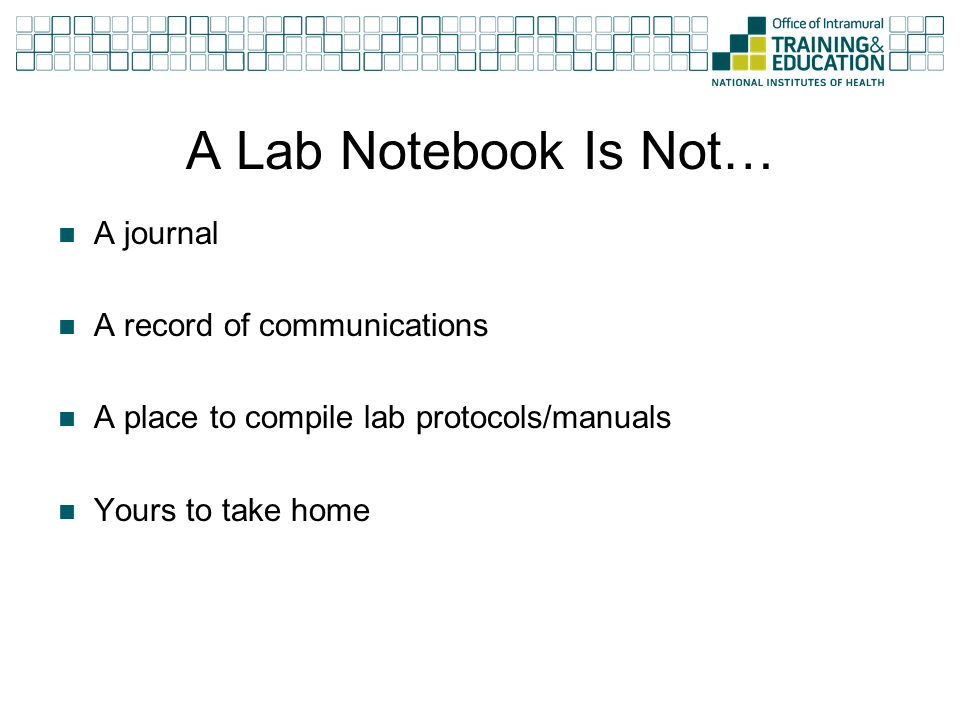 Office of Intramural
TRAINING&
EDUCATION
NATIONAL INSTITUTES OF HEALTH
A Lab Notebook Is Not…
A journal
A record of communications
A place to compile lab protocols/manuals
Yours to take home